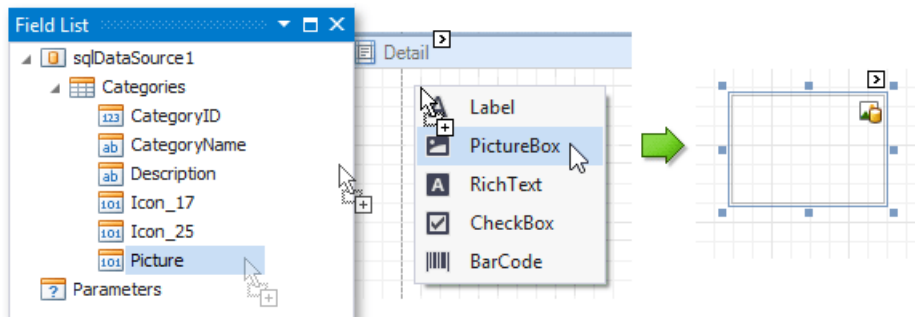 Field List
sqlDataSource1
Categories
CategoryID
CategoryName
Description
Icon_17
Icon_25
Picture
Parameters
Detail
Label
PictureBox
RichText
CheckBox
BarCode